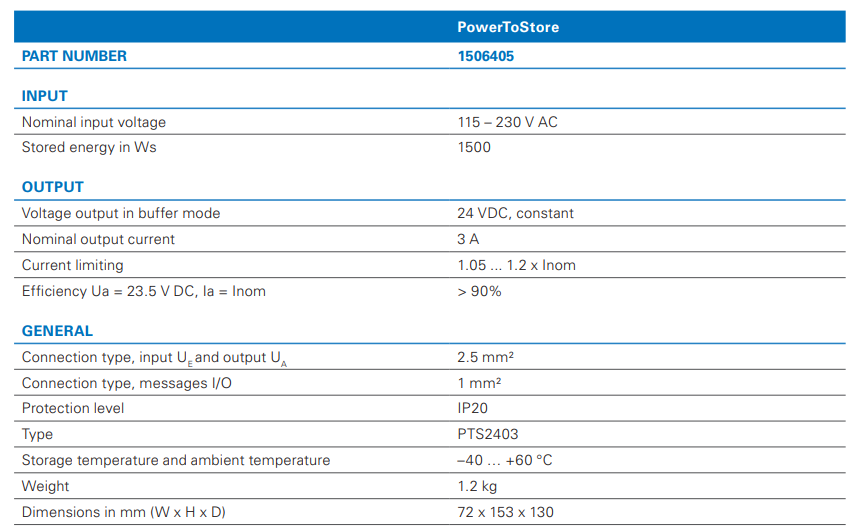 PowerToStore
PART NUMBER 1506405
INPUT
Nominal input voltage 115 – 230 V AC
Stored energy in Ws 1500
OUTPUT
Voltage output in buffer mode 24 VDC, constant
Nominal output current 3 A
Current limiting 1.05 ... 1.2 x Inom
Efficiency Ua = 23.5 V DC, Ia = Inom > 90%
GENERAL
Connection type, input UE and output UA 2.5 mm²
Connection type, messages I/O 1 mm²
Protection level IP20
Type PTS2403
Storage temperature and ambient temperature –40 … +60 °C
Weight 1.2 kg
Dimensions in mm (W x H x D) 72 x 153 x 130